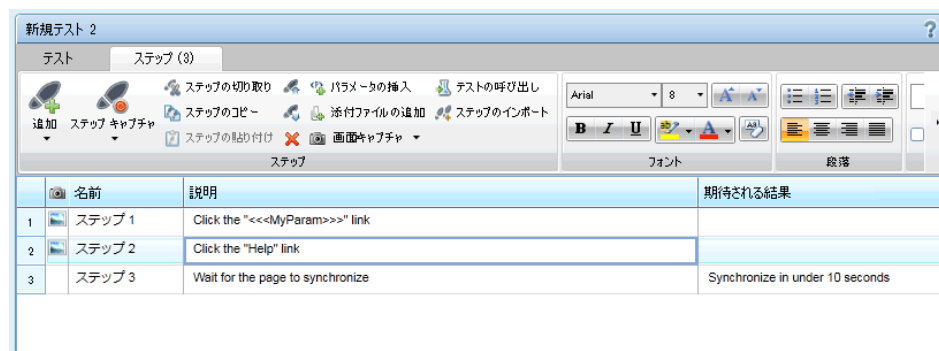 新規テスト 2
?
テスト ステップ (3)
ステップの切り取り パラメータの挿入 テストの呼び出し
追加 ステップ キャプチャ ステップのコピー 添付ファイルの追加 ステップのインポート
ステップの貼り付け 画面キャプチャ
Arial 8 A A
B I U ab A Ab
ステップ フォント 段落
名前 説明 期待される結果
1 ステップ 1 Click the "<<<MyParam>>>" link
2 ステップ 2 Click the "Help" link
3 ステップ 3 Wait for the page to synchronize Synchronize in under 10 seconds